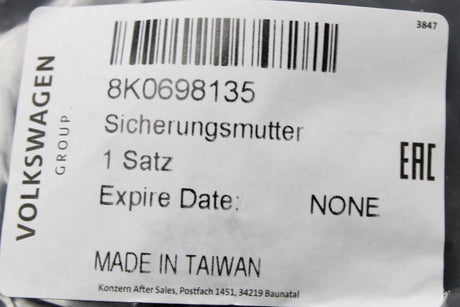 3847
VOLKSWAGEN
GROUP
8K0698135
Sicherungsmutter
1 Satz
EAC
Expire Date: NONE
MADE IN TAIWAN
Konzern After Sales, Postfach 1451, 34219 Baunatal